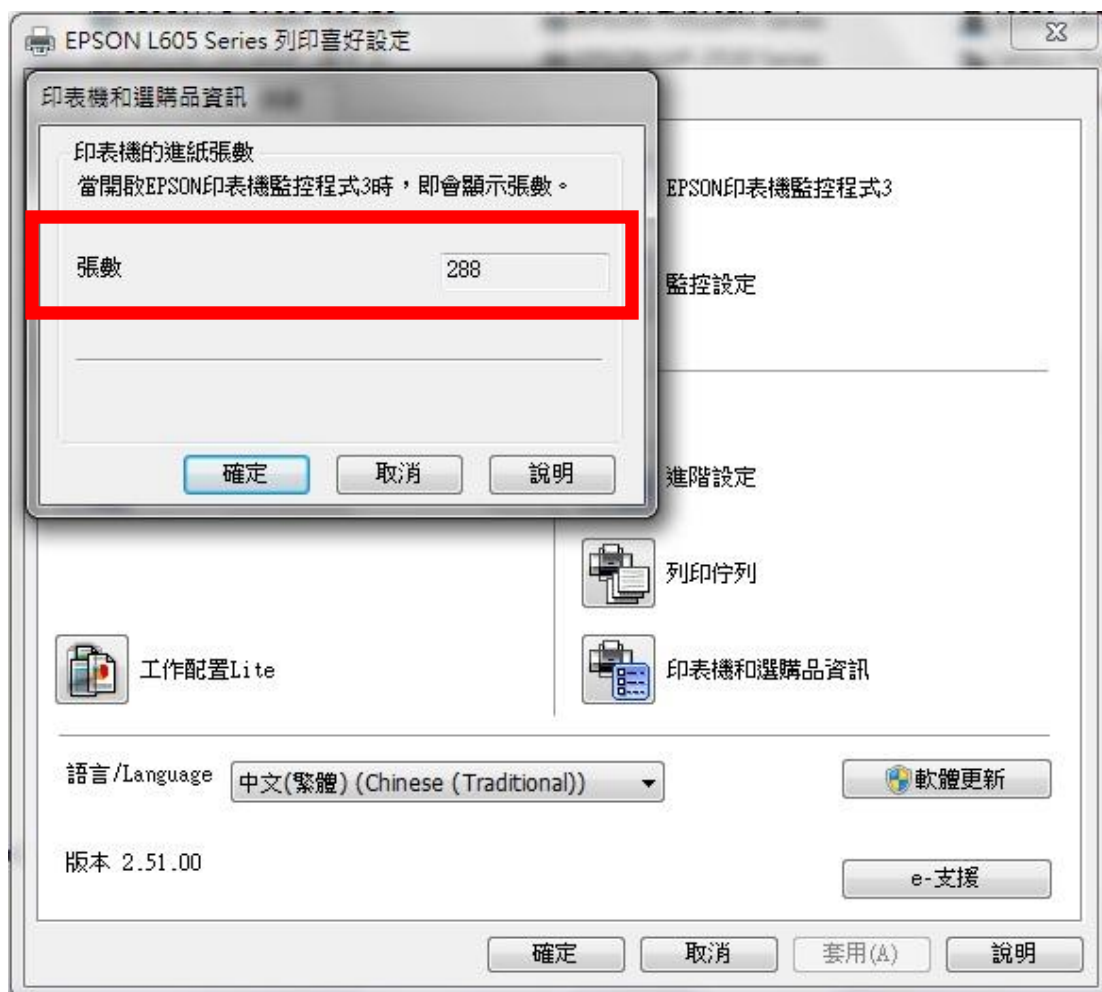 EPSON L605 Series 列印喜好設定
印表機和選購品資訊
印表機的進紙張數
當開啟EPSON印表機監控程式3時，即會顯示張數。
張數
288
確定
取消
說明
EPSON印表機監控程式3
監控設定
進階設定
列印佇列
工作配置Lite
印表機和選購品資訊
語言/Language
中文(繁體) (Chinese (Traditional))
軟體更新
版本 2.51.00
e-支援
確定
取消
套用(A)
說明